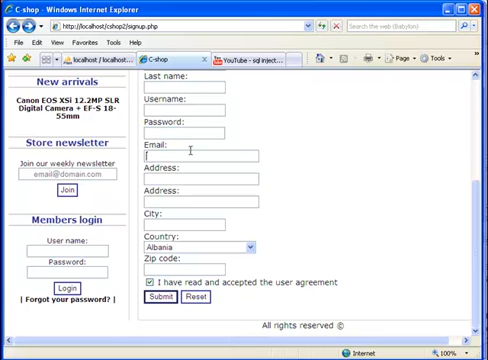 C-shop - Windows Internet Explorer
http://localhost/cshop2/signup.php
Search the web (Babylon)
File Edit View Favorites Tools Help
localhost / localhost / c... C-shop YouTube - sql inject...
Page Tools
New arrivals
Canon EOS XSi 12.2MP SLR
Digital Camera + EF-S 18-
55mm
Store newsletter
Join our weekly newsletter
email@domain.com
Join
Members login
User name:
Password:
Login
| Forgot your password? |
Last name:
Username:
Password:
Email:
Address:
Address:
City:
Country:
Albania
Zip code:
I have read and accepted the user agreement
Submit Reset
All rights reserved ©
Internet 100%